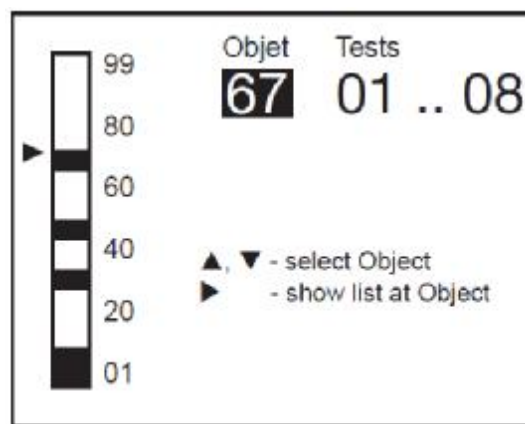 Objet Tests
67 01 .. 08
99
80
60
40
20
01
▲, ▼ - select Object
► - show list at Object